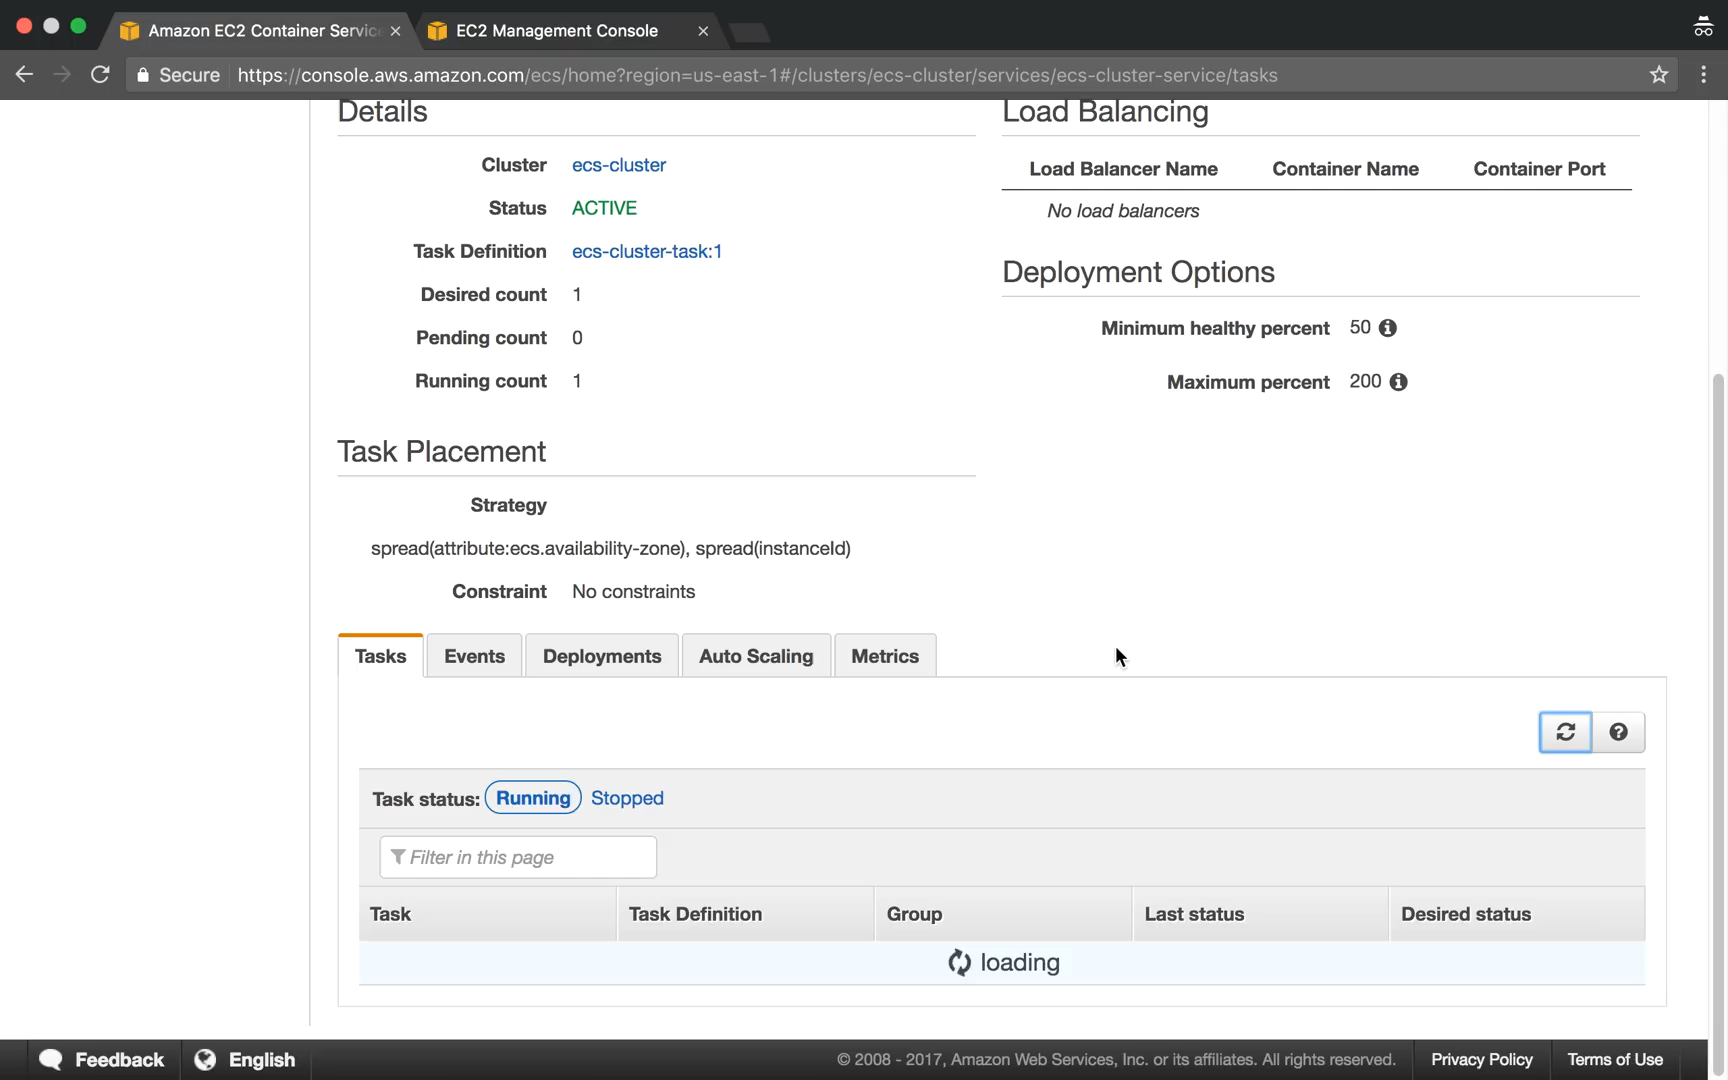 Amazon EC2 Container Servic
EC2 Management Console
Secure https://console.aws.amazon.com/ecs/home?region=us-east-1#/clusters/ecs-cluster/services/ecs-cluster-service/tasks
Details
Cluster ecs-cluster
Status ACTIVE
Task Definition ecs-cluster-task:1
Desired count 1
Pending count 0
Running count 1
Load Balancing
Load Balancer Name Container Name Container Port
No load balancers
Deployment Options
Minimum healthy percent 50
Maximum percent 200
Task Placement
Strategy
spread(attribute:ecs.availability-zone), spread(instanceId)
Constraint No constraints
Tasks Events Deployments Auto Scaling Metrics
Task status: Running Stopped
Filter in this page
Task Task Definition Group Last status Desired status
loading
Feedback English © 2008 - 2017, Amazon Web Services, Inc. or its affiliates. All rights reserved. Privacy Policy Terms of Use